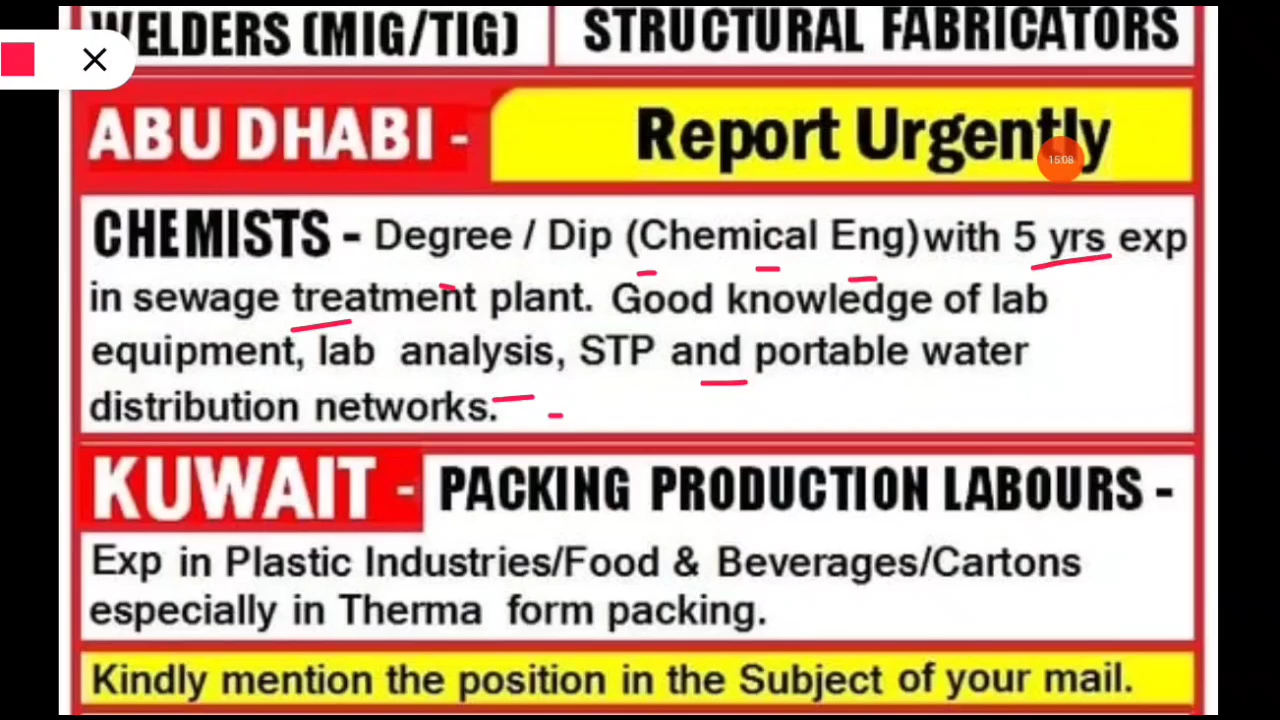 WELDERS (MIG/TIG)
STRUCTURAL FABRICATORS
ABU DHABI -
Report Urgently
15:08
CHEMISTS - Degree / Dip (Chemical Eng)with 5 yrs exp
in sewage treatment plant. Good knowledge of lab
equipment, lab analysis, STP and portable water
distribution networks.
KUWAIT - PACKING PRODUCTION LABOURS -
Exp in Plastic Industries/Food & Beverages/Cartons
especially in Therma form packing.
Kindly mention the position in the Subject of your mail.